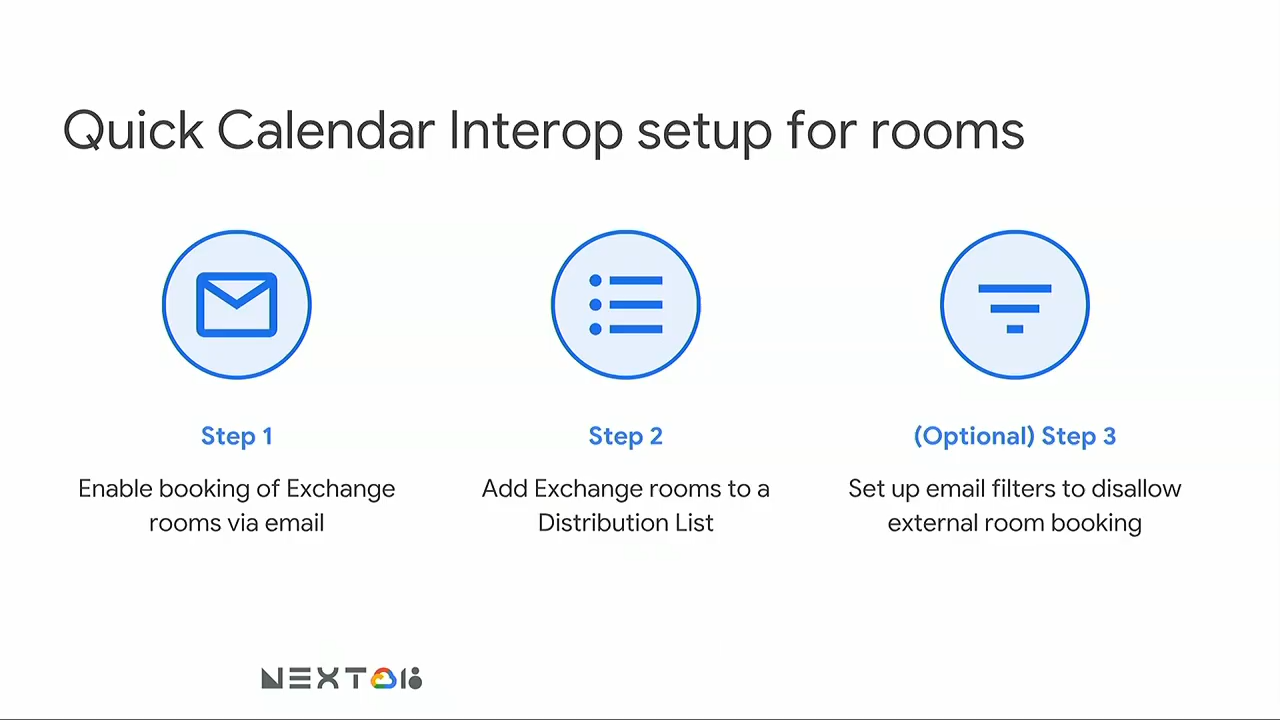 Quick Calendar Interop setup for rooms
Step 1
Enable booking of Exchange
rooms via email
Step 2
Add Exchange rooms to a
Distribution List
(Optional) Step 3
Set up email filters to disallow
external room booking
NEXT 18